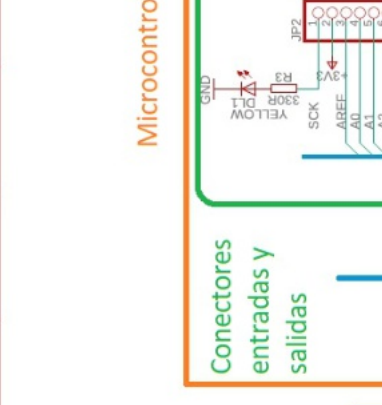 Microcontro
JP2
1 2 3 4 5
3V3
GND
R3
330R
DL1
YELLOW
SCK
AREF
A0
A1
Conectores
entradas y
salidas